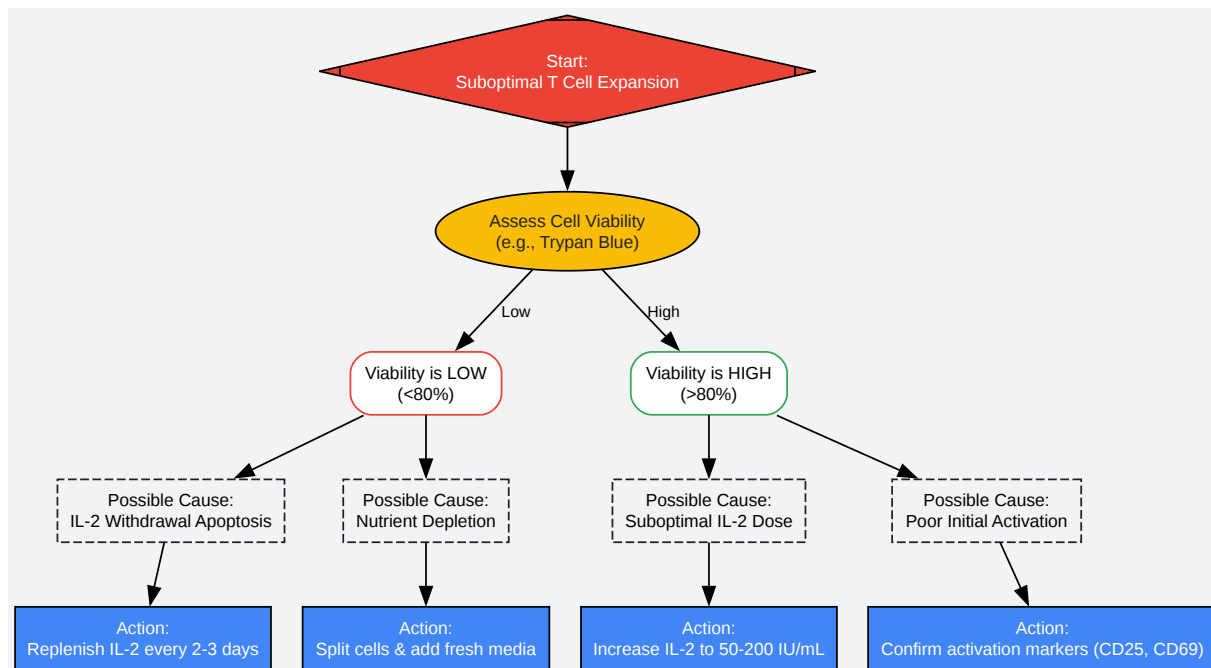 Start:
Suboptimal T Cell Expansion
Assess Cell Viability
(e.g., Trypan Blue)
Low
High
Viability is LOW
(<80%)
Viability is HIGH
(>80%)
Possible Cause:
IL-2 Withdrawal Apoptosis
Possible Cause:
Nutrient Depletion
Possible Cause:
Suboptimal IL-2 Dose
Possible Cause:
Poor Initial Activation
Action:
Replenish IL-2 every 2-3 days
Action:
Split cells & add fresh media
Action:
Increase IL-2 to 50-200 IU/mL
Action:
Confirm activation markers (CD25, CD69)